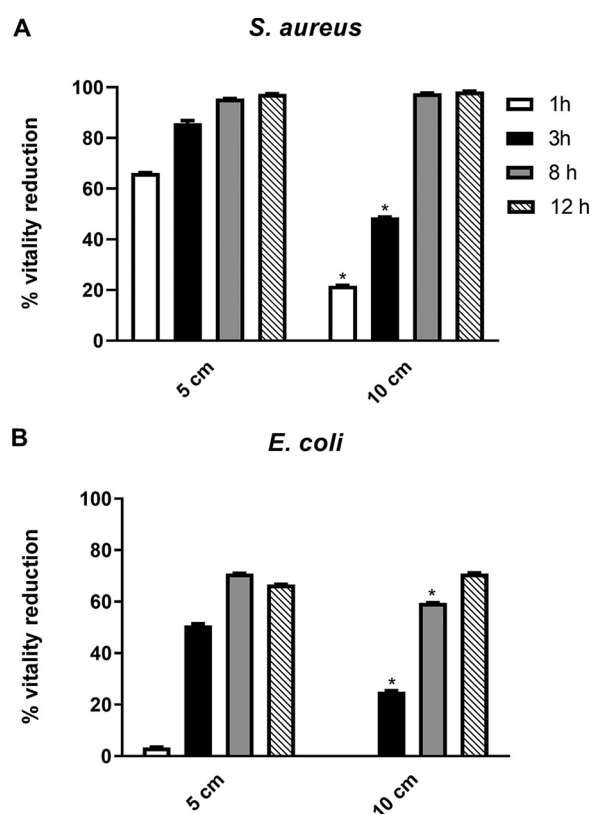 A
S. aureus
% vitality reduction
100
80
60
40
20
0
* *
5 cm
10 cm
1h
3h
8 h
12 h
B
E. coli
% vitality reduction
100
80
60
40
20
0
* *
5 cm
10 cm